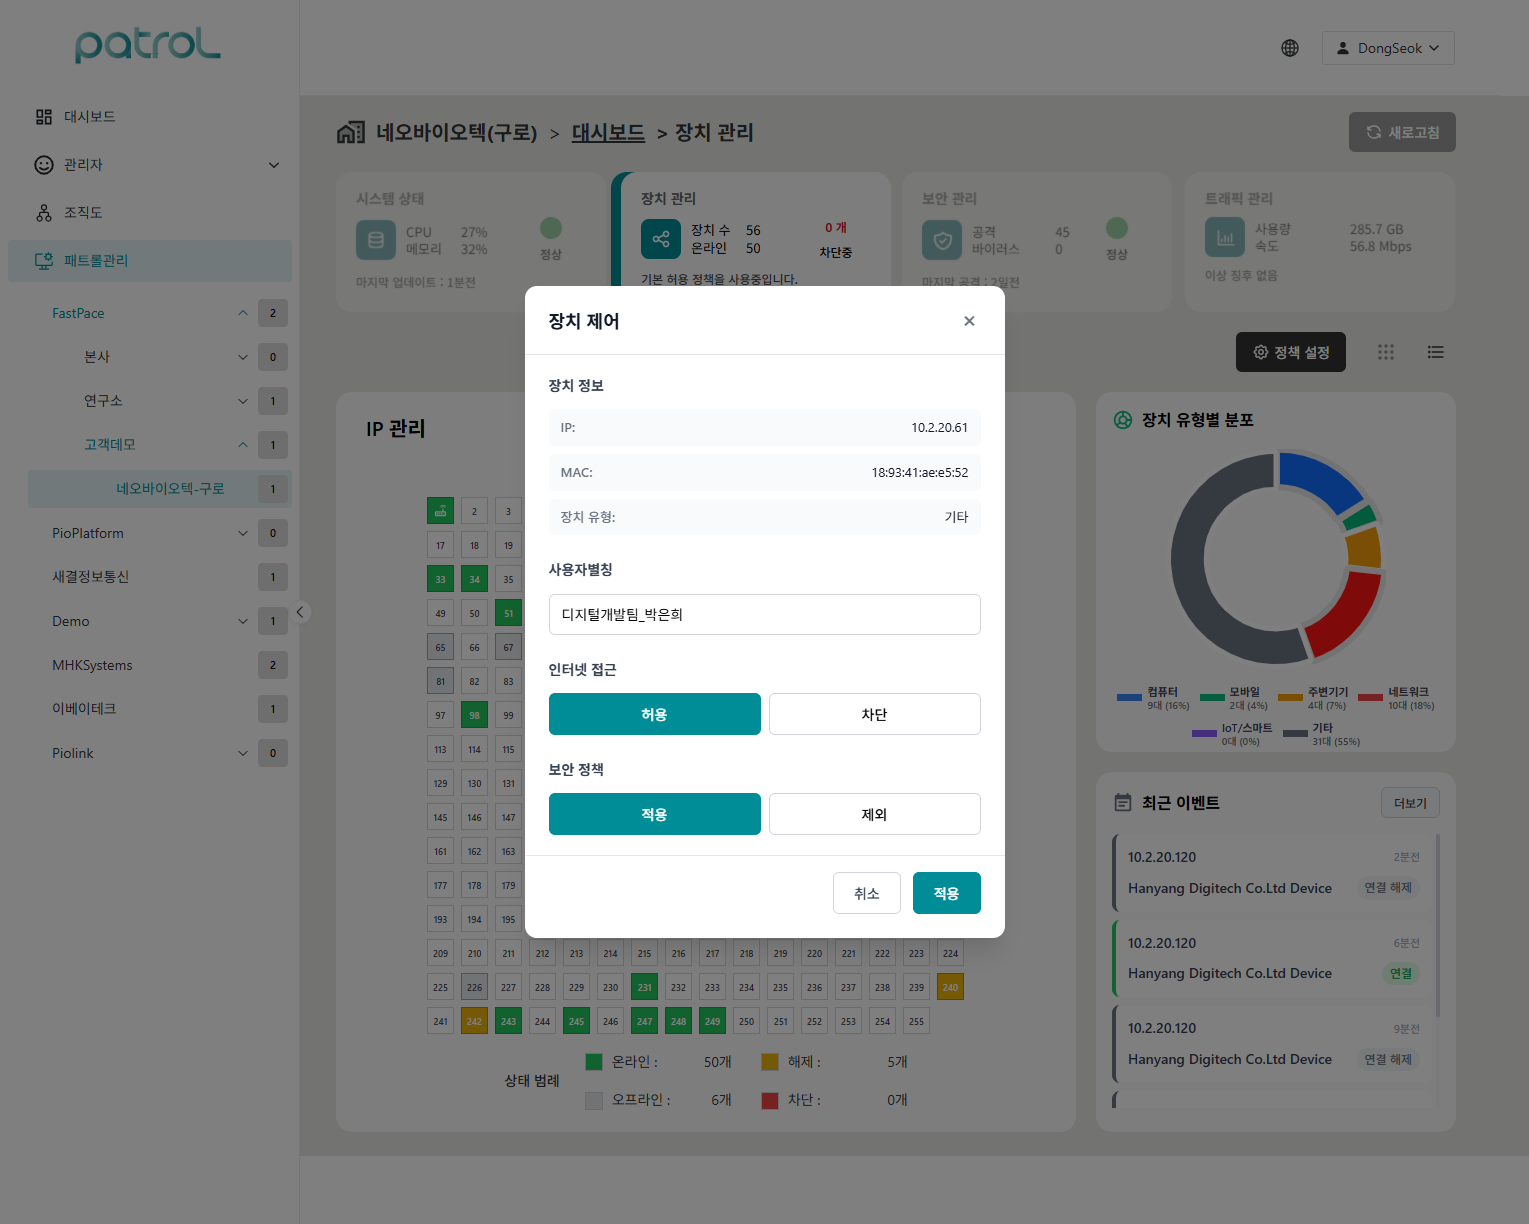 patrol
DongSeok
대시보드
관리자
조직도
패트롤관리
FastPace 2
본사 0
연구소 1
고객데모 1
네오바이오텍-구로 1
PioPlatform 0
새결정보통신 1
Demo 1
MHKSystems 2
이베이테크 1
Piolink 0
네오바이오텍(구로) > 대시보드 > 장치 관리
새로고침
시스템 상태
CPU 27%
메모리 32%
정상
마지막 업데이트 : 1분전
장치 관리
장치 수 56
온라인 50
0 개
차단중
기본 허용 정책을 사용중입니다.
보안 관리
공격 45
바이러스 0
정상
마지막 공격 : 2일전
트래픽 관리
사용량 285.7 GB
속도 56.8 Mbps
이상 징후 없음
정책 설정
IP 관리
2 3
17 18 19
33 34 35
49 50 51
65 66 67
81 82 83
97 98 99
113 114 115
129 130 131
145 146 147
161 162 163
177 178 179
193 194 195
209 210 211 212 213 214 215 216 217 218 219 220 221 222 223 224
225 226 227 228 229 230 231 232 233 234 235 236 237 238 239 240
241 242 243 244 245 246 247 248 249 250 251 252 253 254 255
상태 범례
온라인 : 50개
해제 : 5개
오프라인 : 6개
차단 : 0개
장치 제어
장치 정보
IP: 10.2.20.61
MAC: 18:93:41:ae:e5:52
장치 유형: 기타
사용자별칭
디지털개발팀_박은희
인터넷 접근
허용 차단
보안 정책
적용 제외
취소 적용
장치 유형별 분포
컴퓨터
9대 (16%)
모바일
2대 (4%)
주변기기
4대 (7%)
네트워크
10대 (18%)
IoT/스마트
0대 (0%)
기타
31대 (55%)
최근 이벤트
더보기
10.2.20.120 2분전
Hanyang Digitech Co.Ltd Device 연결 해제
10.2.20.120 6분전
Hanyang Digitech Co.Ltd Device 연결
10.2.20.120 9분전
Hanyang Digitech Co.Ltd Device 연결 해제